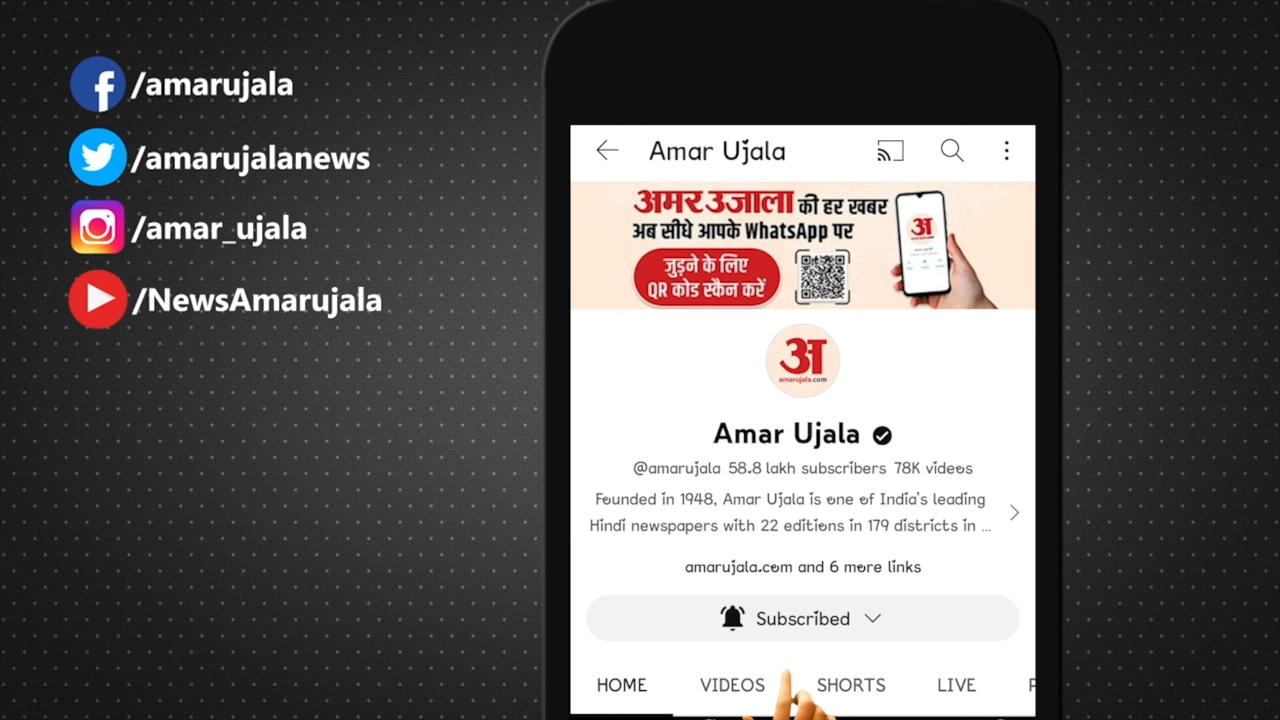 /amarujala
/amarujalanews
/amar_ujala
/NewsAmarujala
Amar Ujala
अमर उजाला की हर खबर
अब सीधे आपके WhatsApp पर
जुड़ने के लिए
QR कोड स्कैन करें
अ
अ
amarujala.com
Amar Ujala
@amarujala 58.8 lakh subscribers 78K videos
Founded in 1948, Amar Ujala is one of India's leading
Hindi newspapers with 22 editions in 179 districts in ...
amarujala.com and 6 more links
Subscribed
HOME VIDEOS SHORTS LIVE